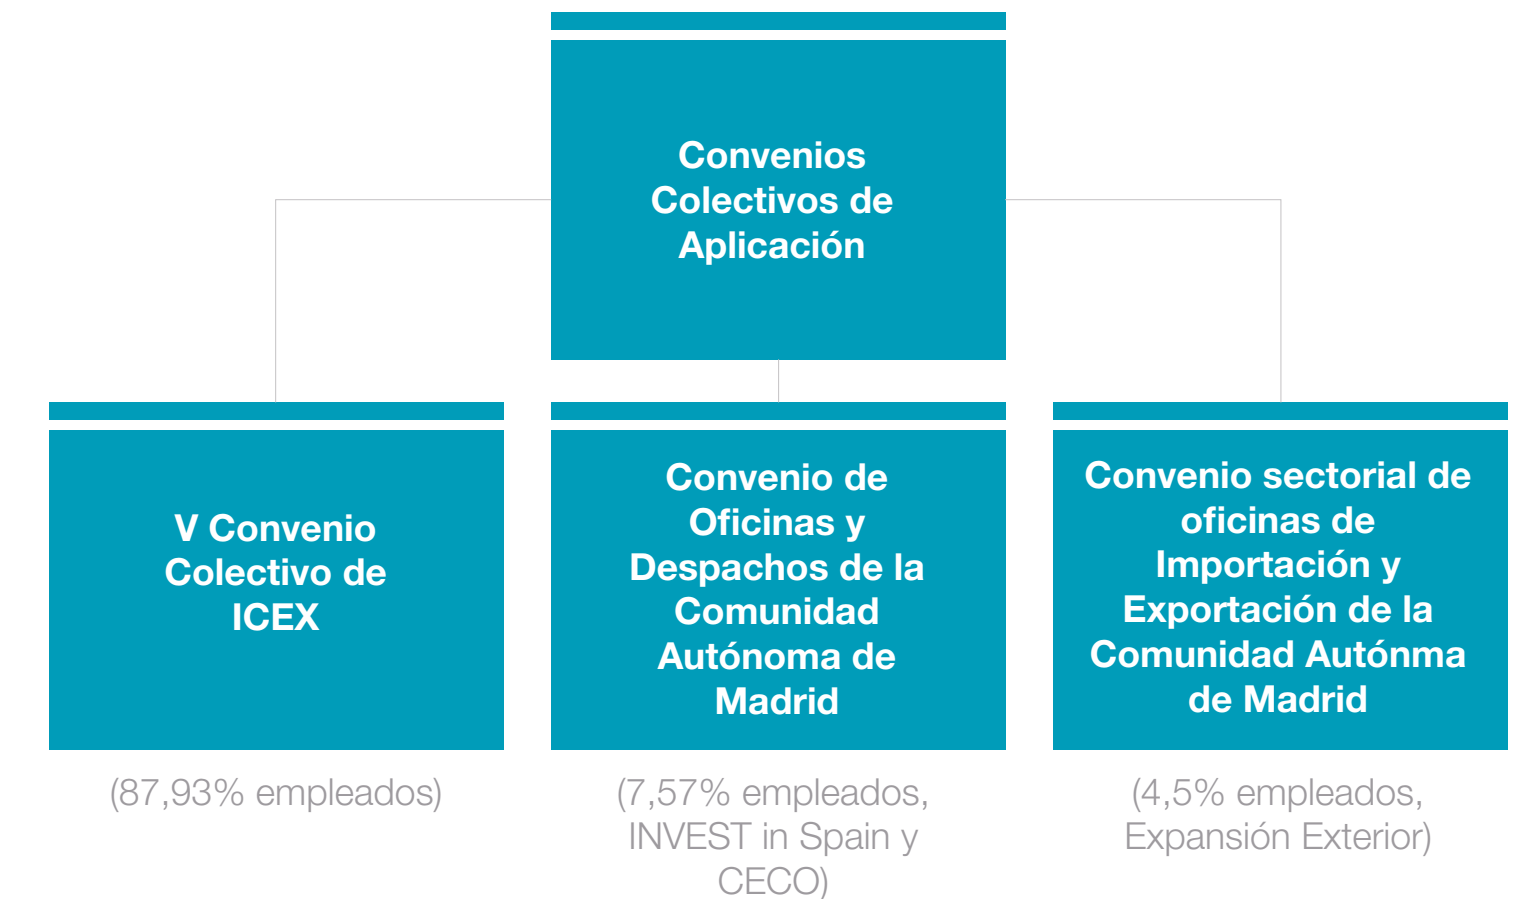 Convenios
Colectivos de
Aplicación
V Convenio
Colectivo de
ICEX
(87,93% empleados)
Convenio de
Oficinas y
Despachos de la
Comunidad
Autónoma de
Madrid
(7,57% empleados,
INVEST in Spain y
CECO)
Convenio sectorial de
oficinas de
Importación y
Exportación de la
Comunidad Autónma
de Madrid
(4,5% empleados,
Expansión Exterior)